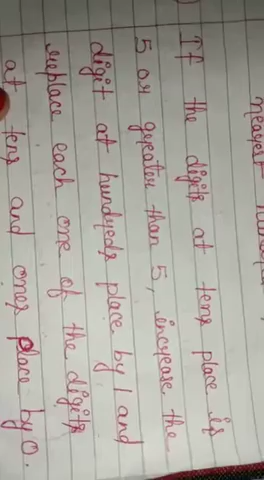 nearest
If the digit at tens place is
5 or greater than 5, increase the
digit at hundreds place by 1 and
replace each one of the digits
at tens and ones place by 0.